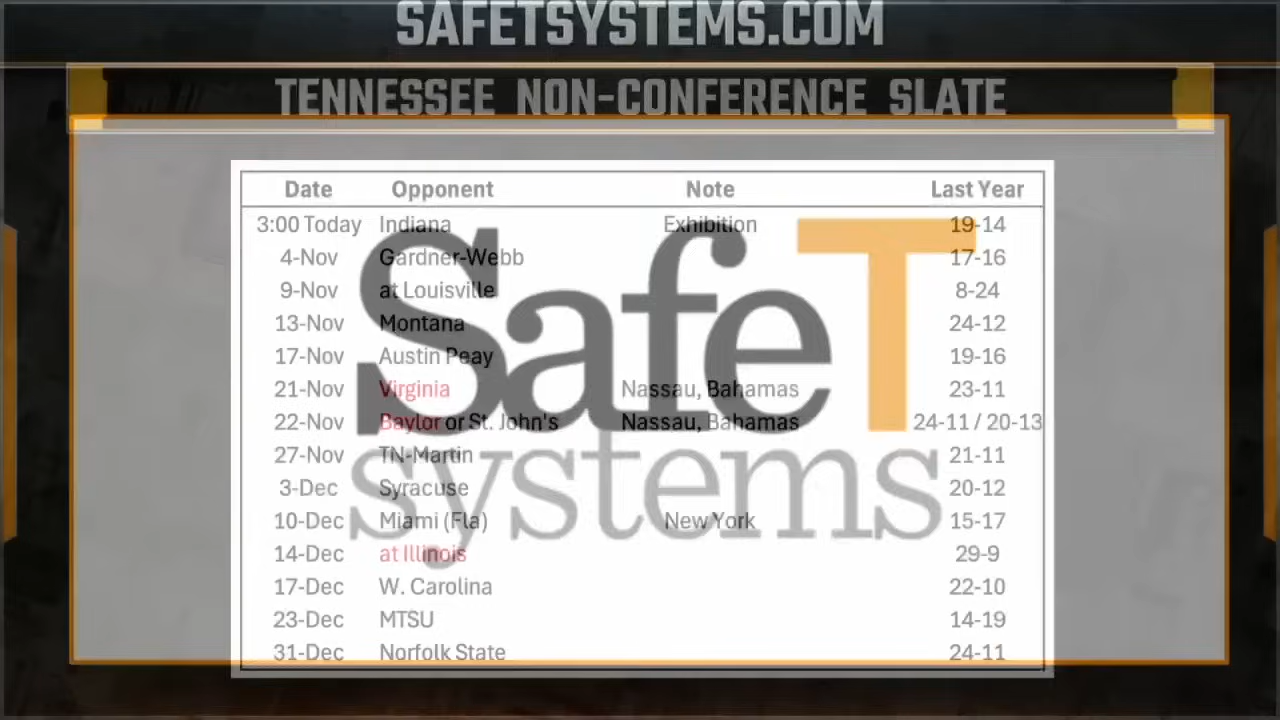 SAFETSYSTEMS.COM
TENNESSEE NON-CONFERENCE SLATE
Date Opponent Note Last Year
3:00 Today Indiana Exhibition 19-14
4-Nov Gardner-Webb 17-16
9-Nov at Louisville 8-24
13-Nov Montana 24-12
17-Nov Austin Peay 19-16
21-Nov Virginia Nassau, Bahamas 23-11
22-Nov Baylor or St. John's Nassau, Bahamas 24-11 / 20-13
27-Nov TN-Martin 21-11
3-Dec Syracuse 20-12
10-Dec Miami (Fla) New York 15-17
14-Dec at Illinois 29-9
17-Dec W. Carolina 22-10
23-Dec MTSU 14-19
31-Dec Norfolk State 24-11
SafeT
systems